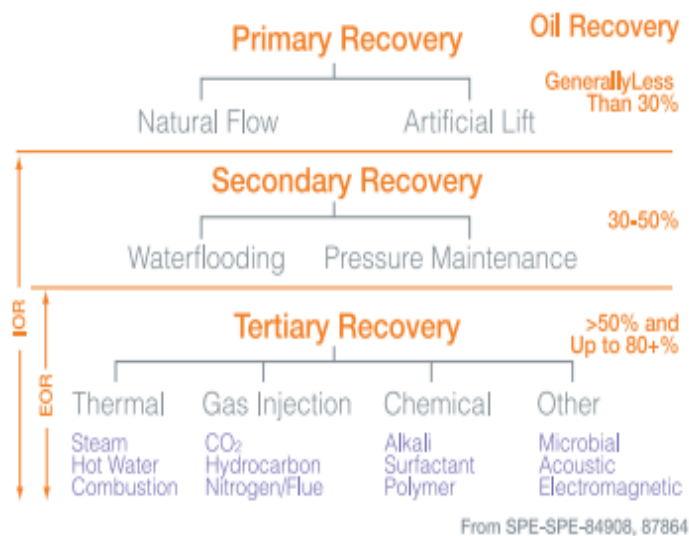 Oil Recovery
Primary Recovery
GenerallyLess
Than 30%
Natural Flow
Artificial Lift
Secondary Recovery
30-50%
Waterflooding
Pressure Maintenance
IOR
EOR
Tertiary Recovery
>50% and
Up to 80+%
Thermal
Gas Injection
Chemical
Other
Steam
Hot Water
Combustion
CO₂
Hydrocarbon
Nitrogen/Flue
Alkali
Surfactant
Polymer
Microbial
Acoustic
Electromagnetic
From SPE-SPE-84908, 87864